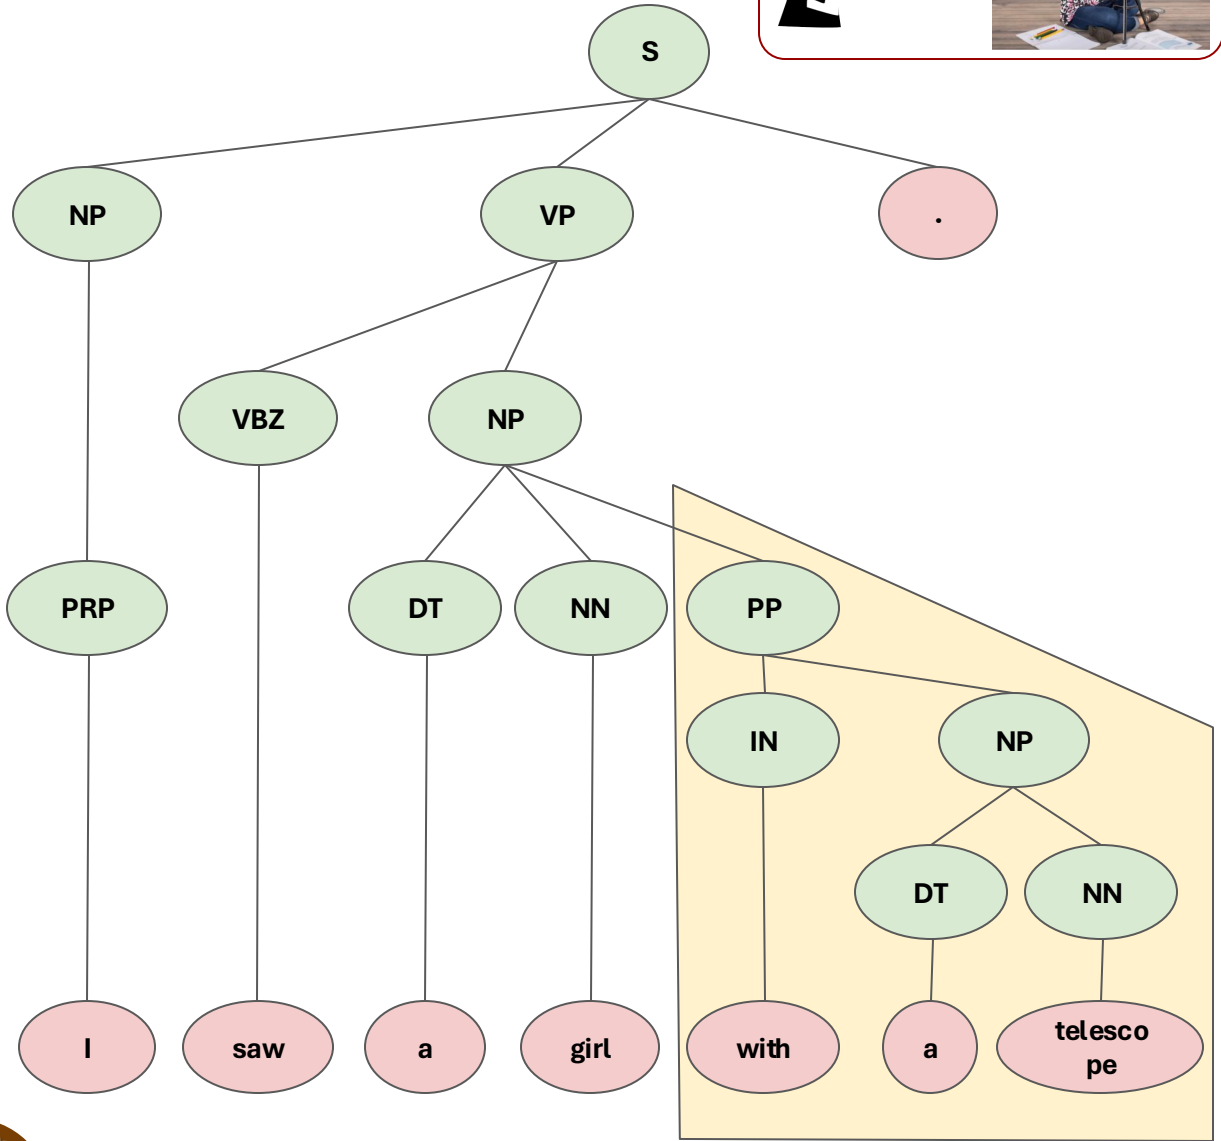 S
NP VP .
VBZ NP
PRP DT NN PP
IN NP
DT NN
I saw a girl with a telesco
pe